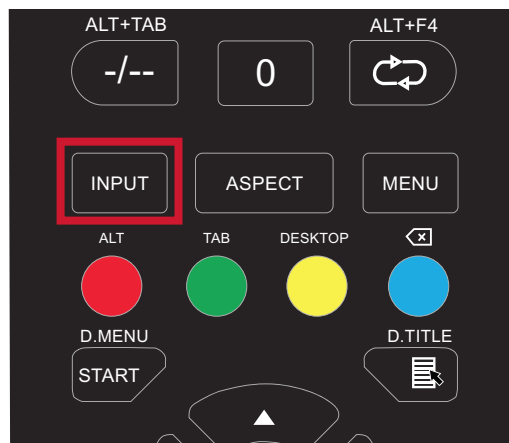 ALT+TAB ALT+F4
-/-- 0
INPUT ASPECT MENU
ALT TAB DESKTOP
D.MENU D.TITLE
START